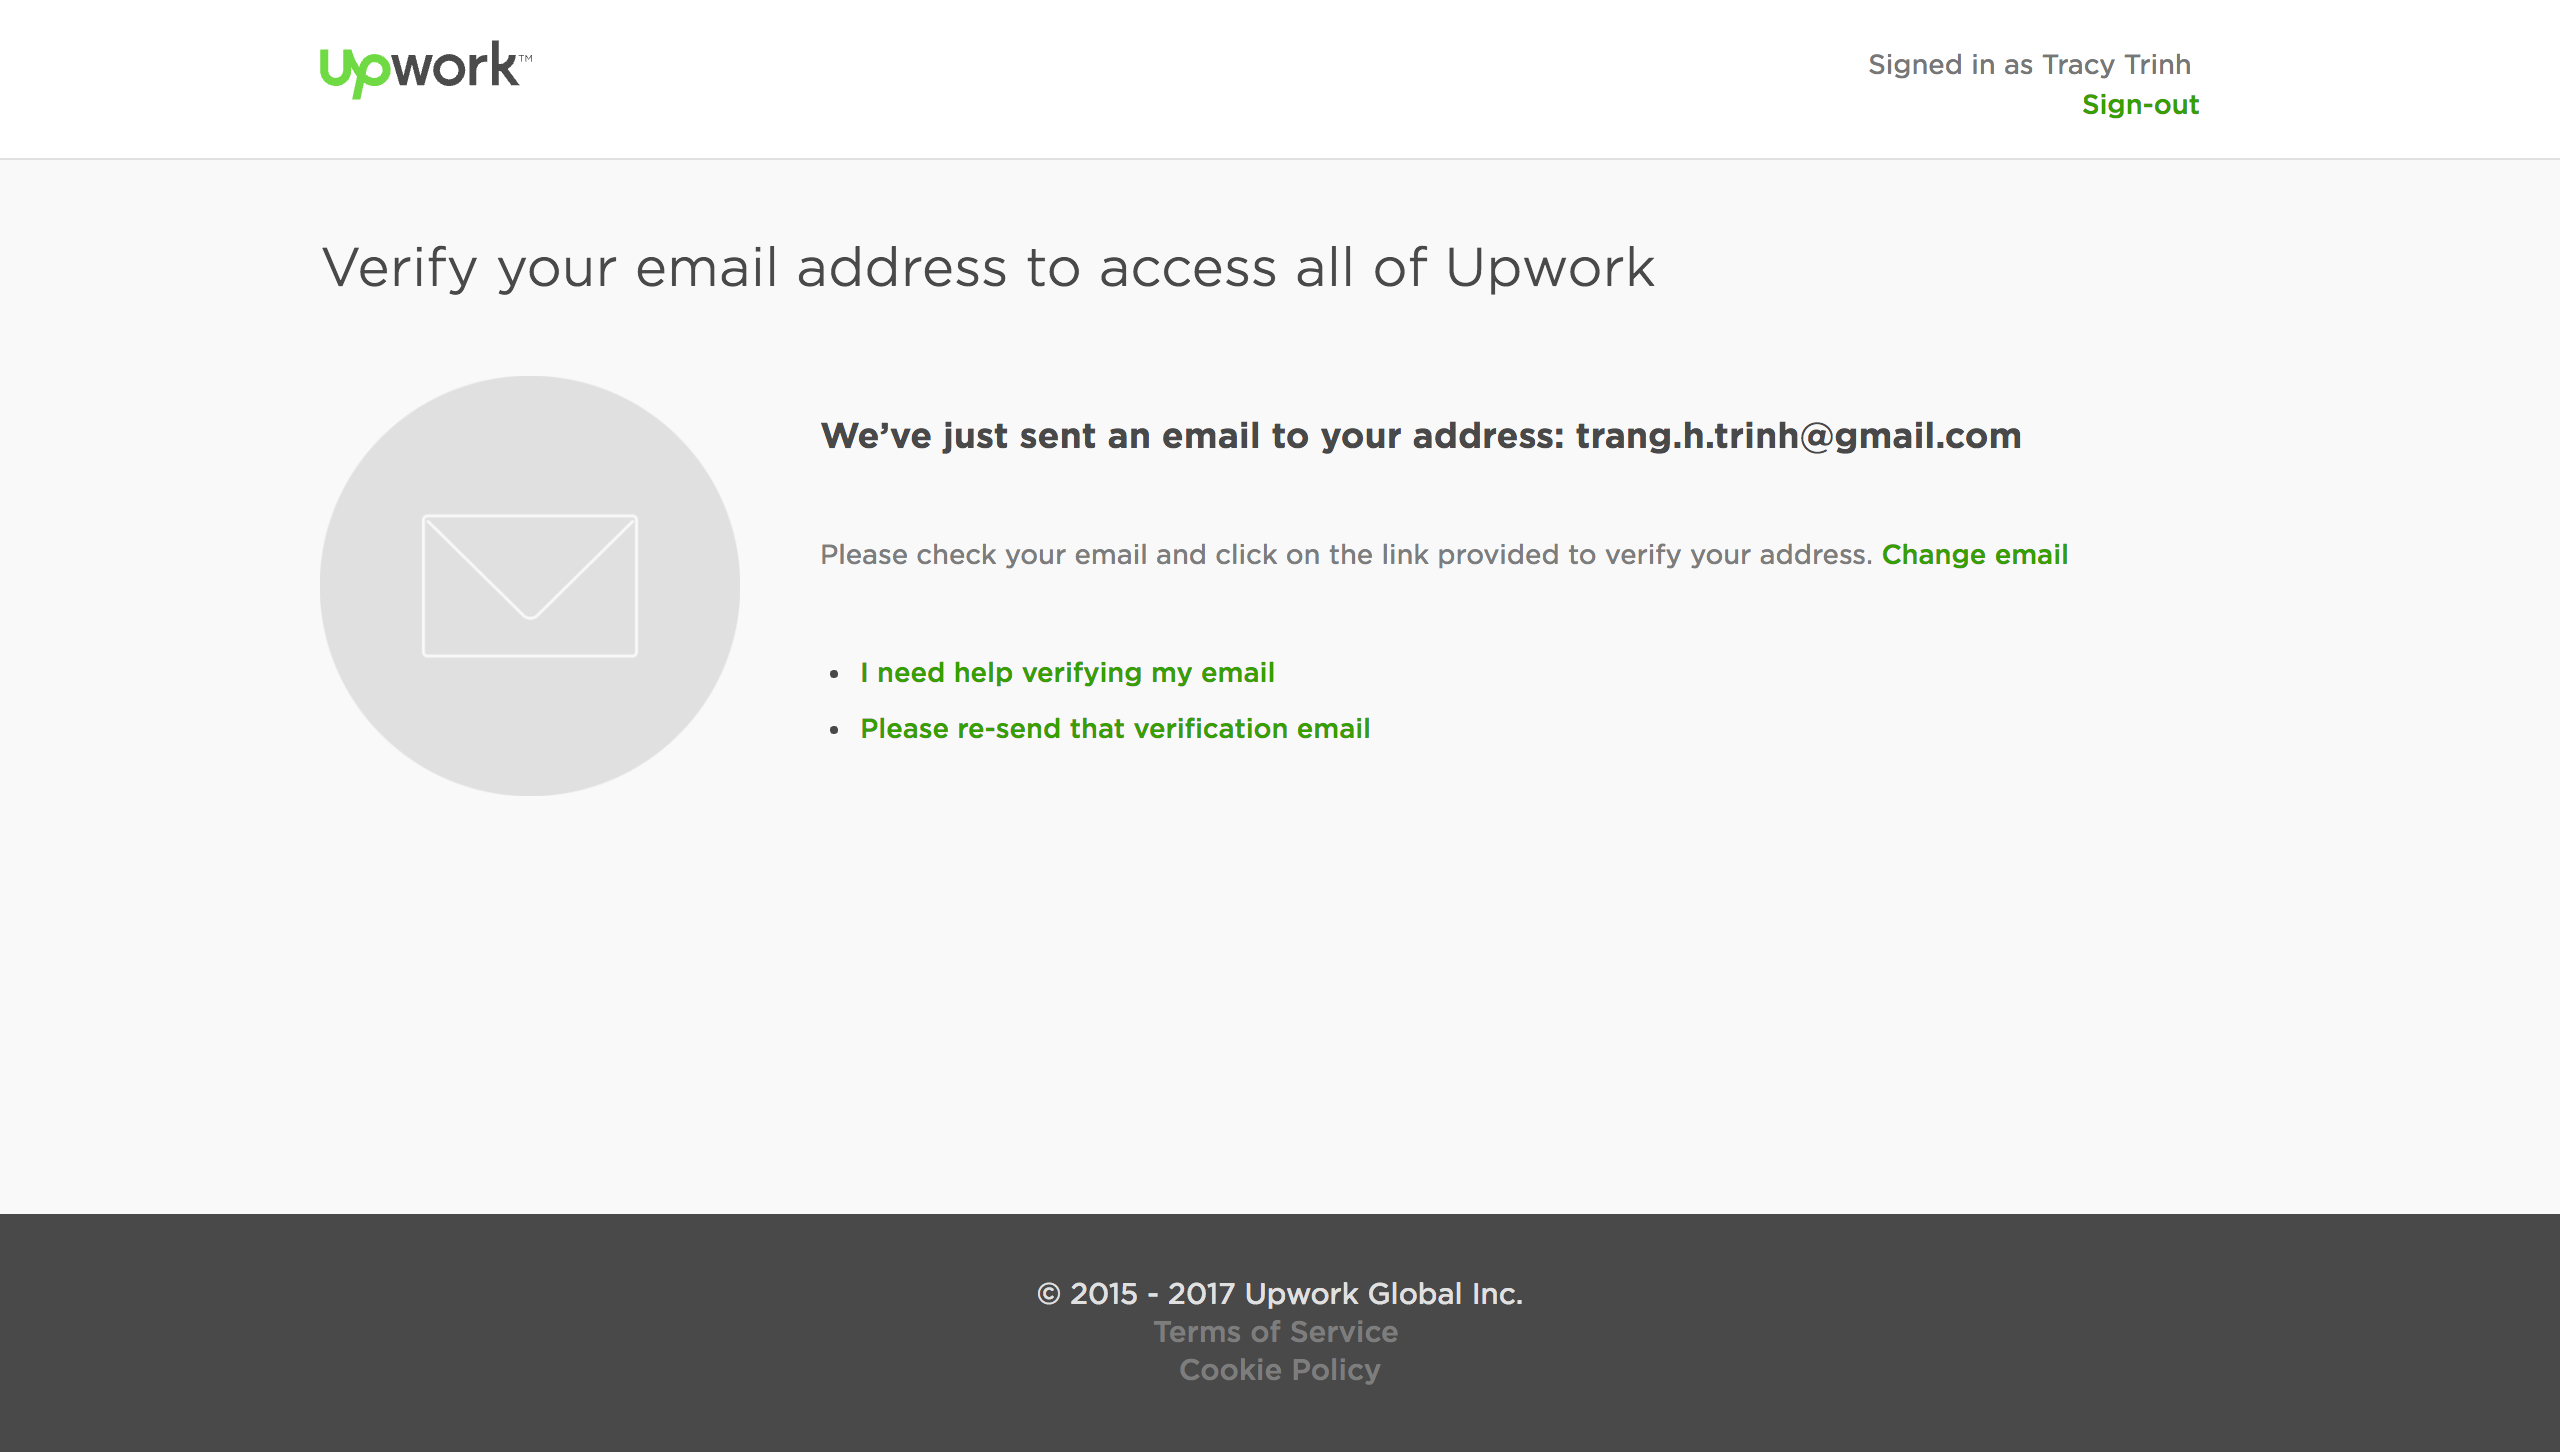 upwork™
Signed in as Tracy Trinh
Sign-out
Verify your email address to access all of Upwork
We’ve just sent an email to your address: trang.h.trinh@gmail.com
Please check your email and click on the link provided to verify your address. Change email
• I need help verifying my email
• Please re-send that verification email
© 2015 - 2017 Upwork Global Inc.
Terms of Service
Cookie Policy